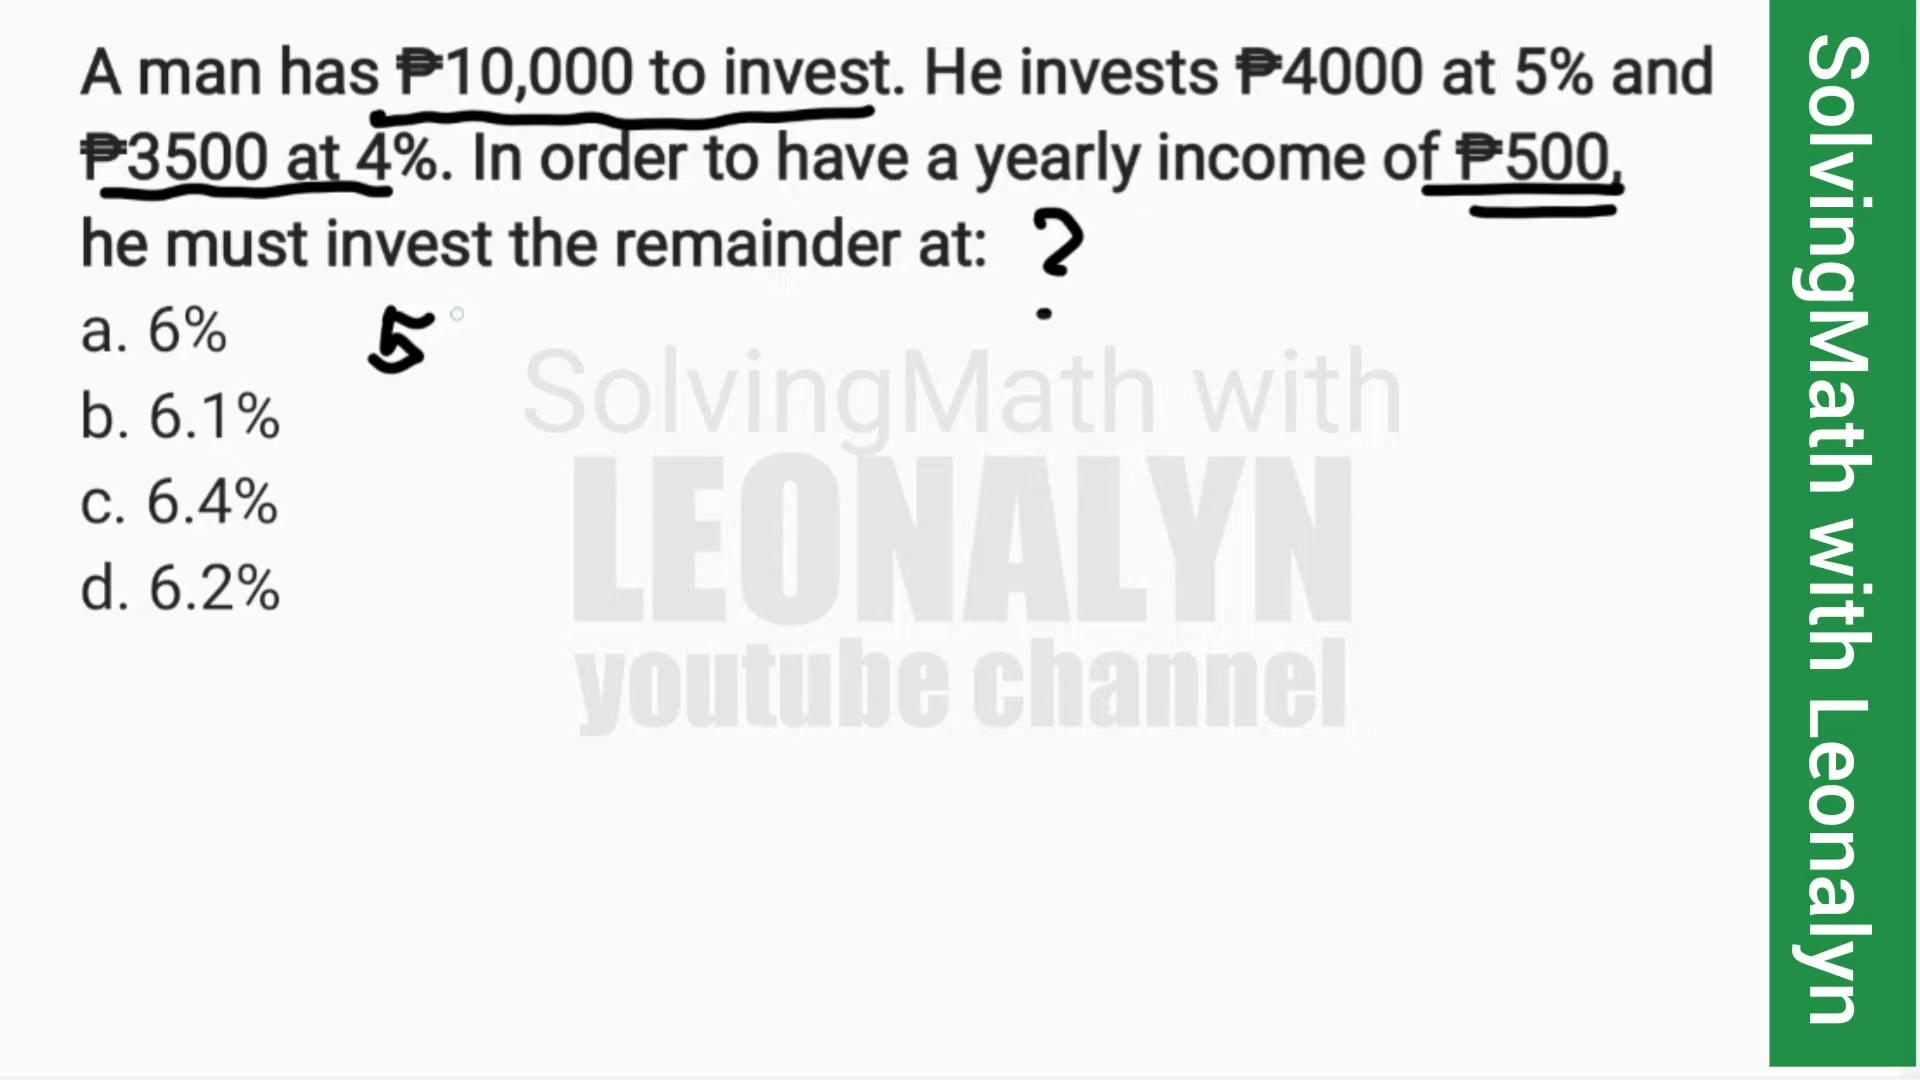 A man has ₱10,000 to invest. He invests ₱4000 at 5% and
₱3500 at 4%. In order to have a yearly income of ₱500,
he must invest the remainder at: ?
a. 6%
5
b. 6.1%
c. 6.4%
d. 6.2%
SolvingMath with
LEONALYN
youtube channel
SolvingMath with Leonalyn